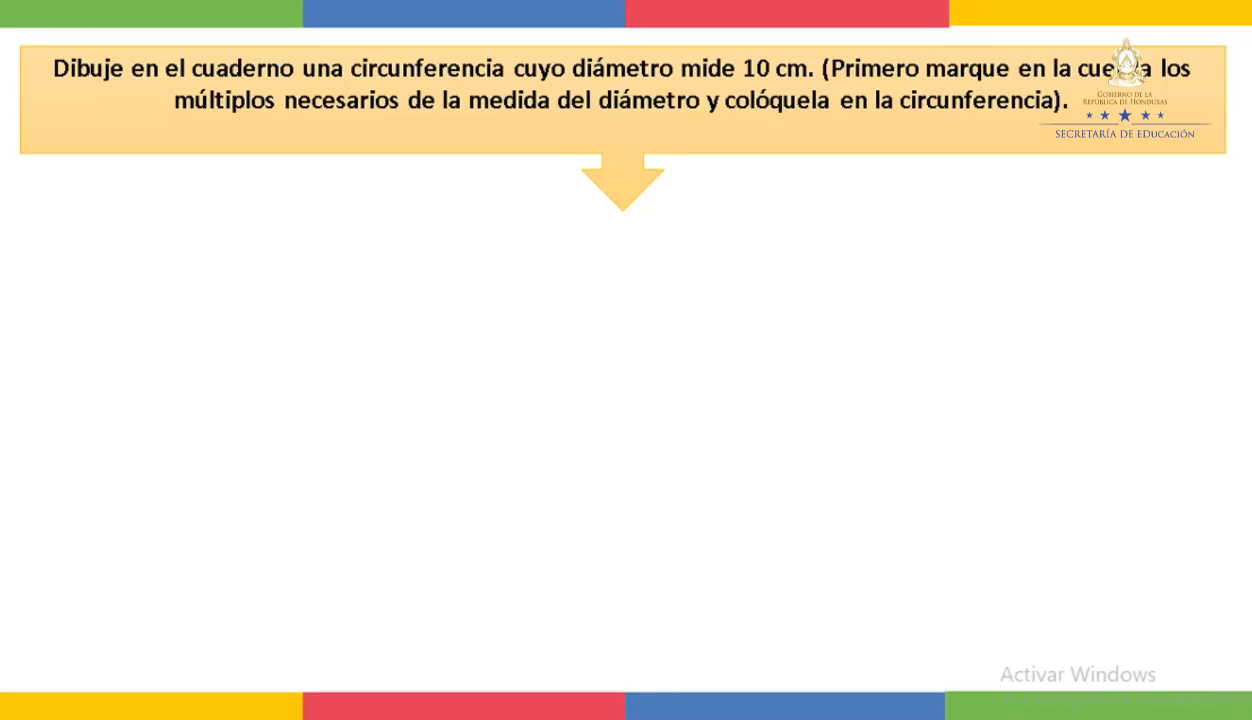 Dibuje en el cuaderno una circunferencia cuyo diámetro mide 10 cm. (Primero marque en la cuerda los
múltiplos necesarios de la medida del diámetro y colóquela en la circunferencia).
GOBIERNO DE LA
REPÚBLICA DE HONDURAS
SECRETARÍA DE EDUCACIÓN
Activar Windows